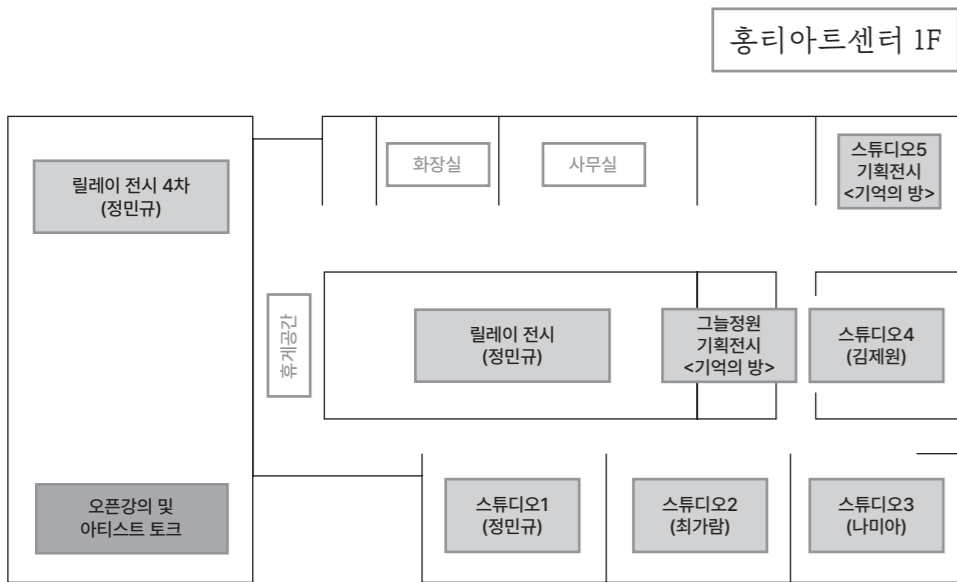 홍티아트센터 1F
화장실
사무실
스튜디오5
기획전시
<기억의 방>
릴레이 전시 4차
(정민규)
휴게공간
릴레이 전시
(정민규)
그늘정원
기획전시
<기억의 방>
스튜디오4
(김제원)
오픈강의 및
아티스트 토크
스튜디오1
(정민규)
스튜디오2
(최가람)
스튜디오3
(나미아)